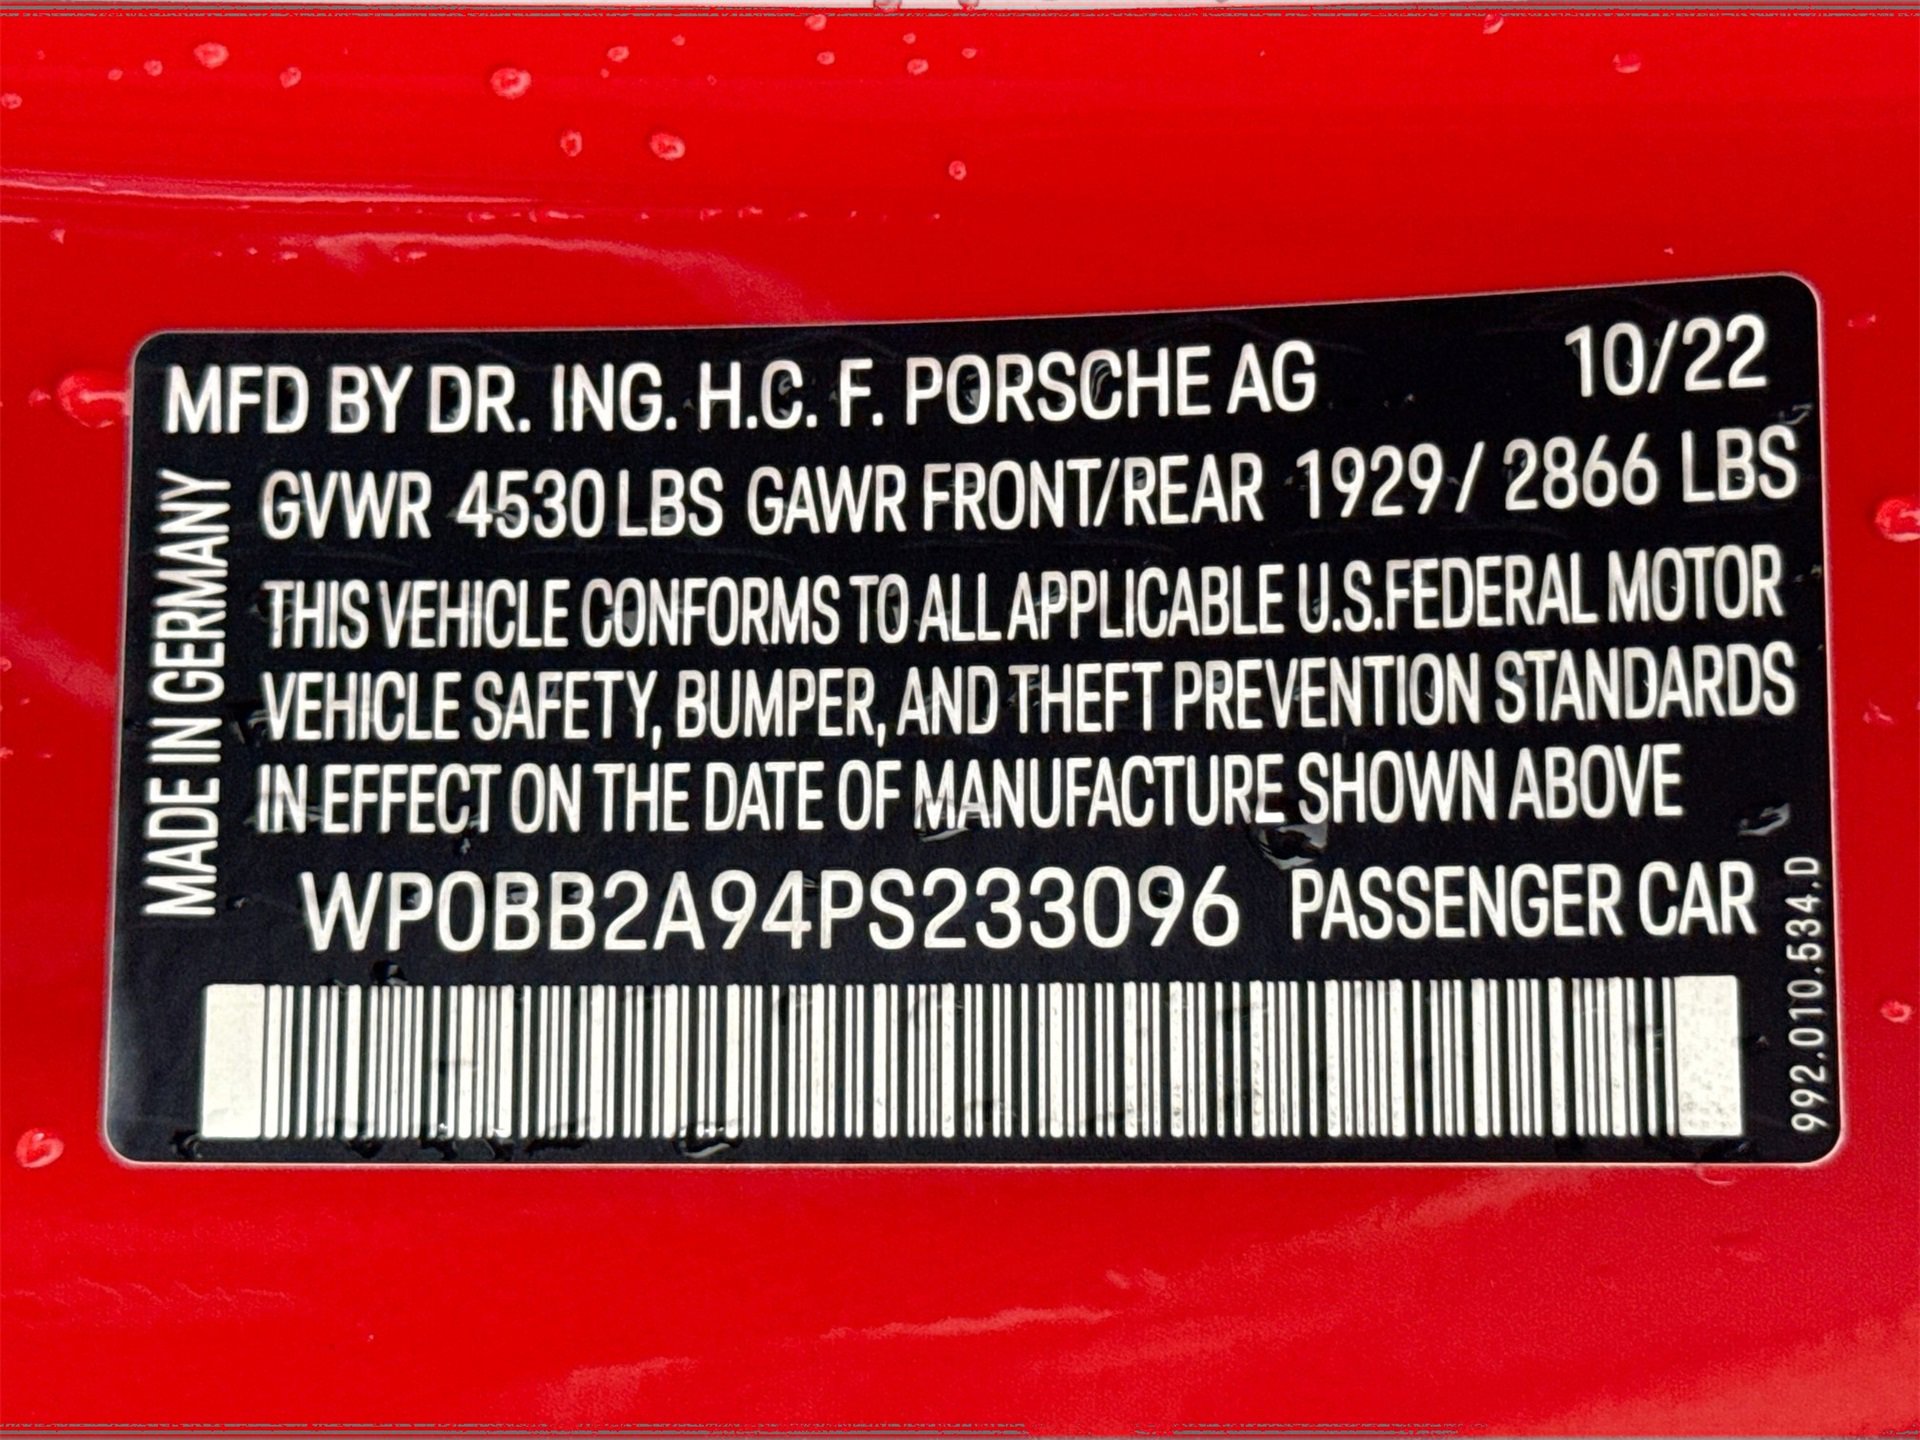 MFD BY DR. ING. H.C. F. PORSCHE AG 10/22
GVWR 4530 LBS GAWR FRONT/REAR 1929 / 2866 LBS
THIS VEHICLE CONFORMS TO ALL APPLICABLE U.S.FEDERAL MOTOR
VEHICLE SAFETY, BUMPER, AND THEFT PREVENTION STANDARDS
IN EFFECT ON THE DATE OF MANUFACTURE SHOWN ABOVE
WP0BB2A94PS233096 PASSENGER CAR
MADE IN GERMANY
992.010.534.D